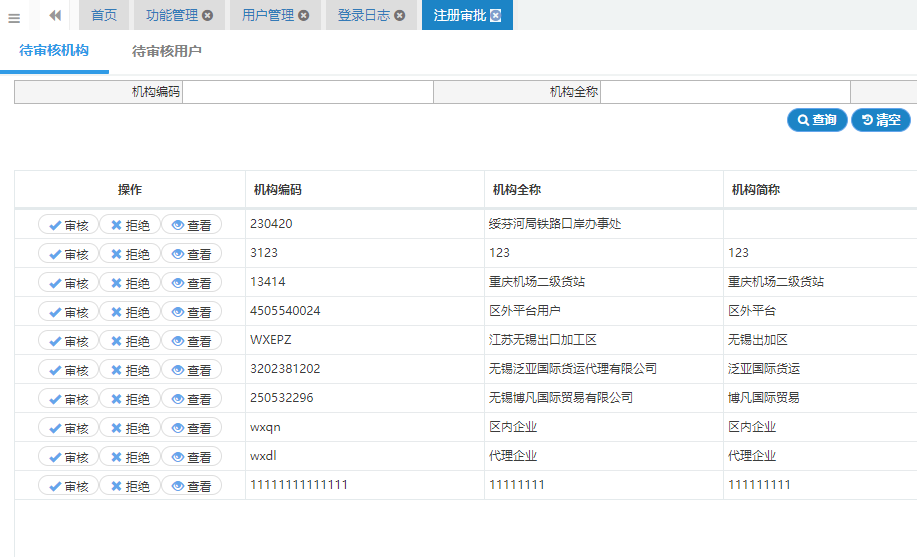 首页 功能管理 用户管理 登录日志 注册审批
待审核机构 待审核用户
机构编码 机构全称
查询 清空
操作 机构编码 机构全称 机构简称
审核 拒绝 查看 230420 绥芬河局铁路口岸办事处
审核 拒绝 查看 3123 123 123
审核 拒绝 查看 13414 重庆机场二级货站 重庆机场二级货站
审核 拒绝 查看 4505540024 区外平台用户 区外平台
审核 拒绝 查看 WXEPZ 江苏无锡出口加工区 无锡出加区
审核 拒绝 查看 3202381202 无锡泛亚国际货运代理有限公司 泛亚国际货运
审核 拒绝 查看 250532296 无锡博凡国际贸易有限公司 博凡国际贸易
审核 拒绝 查看 wxqn 区内企业 区内企业
审核 拒绝 查看 wxdl 代理企业 代理企业
审核 拒绝 查看 11111111111111 11111111 111111111